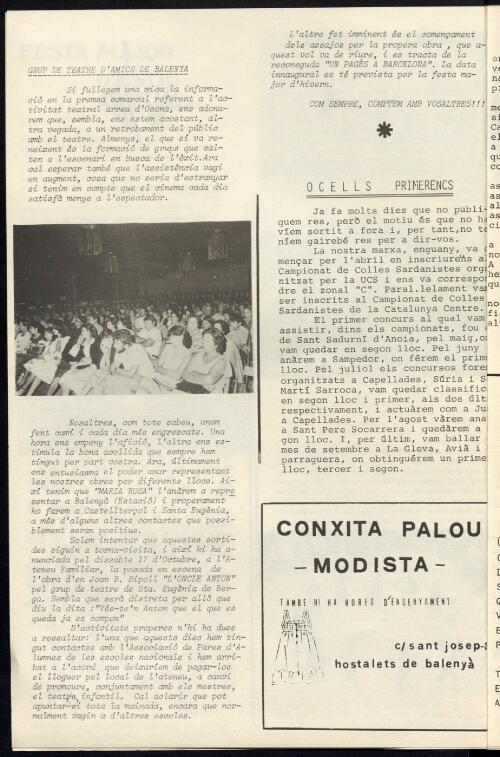 GRUP DE TEATRE D'AMICS DE BALENYA
Si fullegem una mica la informa-
ció en la premsa comarcal referent a l'ac-
tivitat teatral arreu d'Osona, ens adona-
rem que, sembla, ens estem acostant, al-
tra vegada, a un retrobament del públic
amb el teatre. Almenys, el que si va re-
neixent és la formació de grups que sal-
ten a l'escenari en busca de l'èxit.Ara
cal esperar també que l'assistència vagi
en augment, cosa que no seria d'estranyar
si tenim en compte que el cinema cada dia
satisfà menys a l'espectador.
Nosaltres, com tots sabeu, anem
fent camí i cada dia més engrescats. Una
hora ens empeny l'afició, l'altra ens es-
timula la bona acollida que sempre hem
tingut per part vostra. Ara, últimament
ens entusiasma el poder anar representant
les nostres obres per diferents llocs. Ai-
xí tenim que "MARIA ROSA" l'anàrem a repre
sentar a Balenyà (Estació) i properament
ho farem a Castellterçol i Santa Eugènia,
a més d'alguns altres contactes que possi-
blement seran positius.
Solem intentar que aquestes sorti-
des siguin a torna-visita, i així hi ha a-
nunciada pel dissabte 17 d'Octubre, a l'A-
teneu Familiar, la posada en escena de
l'obra d'en Joan B. Ripoll "L'ONCLE ANTON"
pel grup de teatre de Sta. Eugènia de Ber-
ga. Sembla que serà distreta per allò que
diu la dita :"Vés-te'n Anton que el que es
queda ja es compon"
D'activitats properes n'hi ha dues
a ressaltar: l'una que aquests dies hem tin-
gut contactes amb l'Associació de Pares d'A-
lumnes de les escoles nacionals i hem arri-
bat a l'acord que deixariem de pagar-los
el lloguer pel local de l'ateneu, a canvi
de promoure, conjuntament amb els mestres,
el teatre infantil. Cal aclarir que pot
apuntar-si tota la mainada, encara que nor-
malment vagin a d'altres escoles.
L'altre fet imminent és el començament
dels assajos per la propera obra , que a-
quest vol va de riure, i es tracta de la
reconeguda "UN PAGÈS A BARCELONA". La data
inaugural es té prevista per la festa ma-
jor d'hivern.
COM SEMPRE, COMPTEM AMB VOSALTRES!!!
OCELLS PRIMERENCS
Ja fa molts dies que no publi-
quem res, però el motiu és que no ha
víem sortit a fora i, per tant,no te
níem gairebé res per a dir-vos.
La nostra marxa, enguany, va
mençar per l'abril en inscriurens al
Campionat de Colles Sardanistes orga
nitzat per la UCS i ens va correspo
dre el zonal "C". Paral.lelament vam
ser inscrits al Campionat de Colles
Sardanistes de la Catalunya Centre.
El primer concurs al qual vam
assistir, dins els campionats, fou
de Sant Sadurní d'Anoia, pel maig,on
vam quedar en segon lloc. Pel juny
anàrem a Sampedor, on férem el prim
lloc. Pel juliol els concursos foren
organitzats a Capellades, Súria i S
Martí Sarroca, vam quedar classific
en segon lloc i primer, als dos últ
respectivament, i actuàrem com a Ju
a Capellades. Per l'agost vàrem ana
a Sant Pere Socarrera i quedàrem a
gon lloc. I, per últim, vam ballar
mes de setembre a La Gleva, Avià i
parraguera, on obtinguérem un prime
lloc, tercer i segon.
CONXITA PALOU
-MODISTA-
TAMBÉ HI HA HORES D'ENSENYAMENT
c/sant josep-
hostalets de balenyà